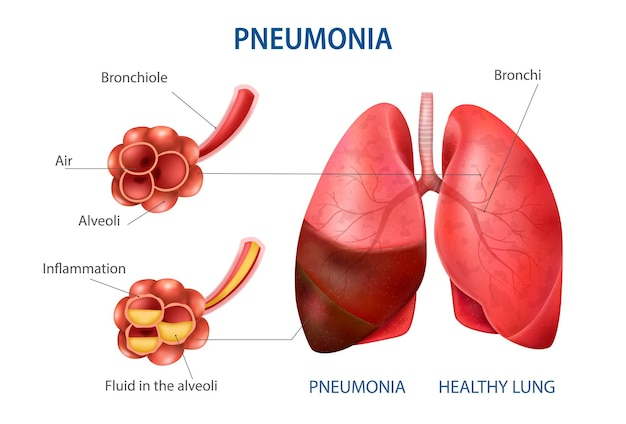 PNEUMONIA
Bronchiole
Bronchi
Air
Alveoli
Inflammation
Fluid in the alveoli
PNEUMONIA
HEALTHY LUNG